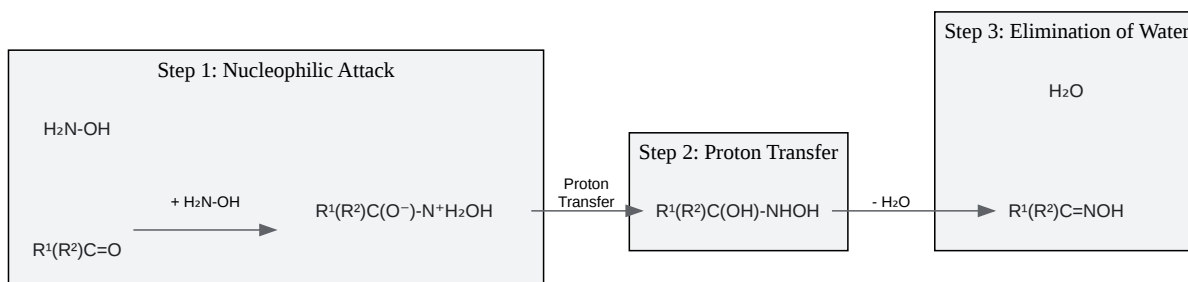 Step 1: Nucleophilic Attack
H₂N-OH
R¹(R²)C=O
+ H₂N-OH
R¹(R²)C(O⁻)-N⁺H₂OH
Proton
Transfer
Step 2: Proton Transfer
R¹(R²)C(OH)-NHOH
- H₂O
Step 3: Elimination of Water
H₂O
R¹(R²)C=NOH